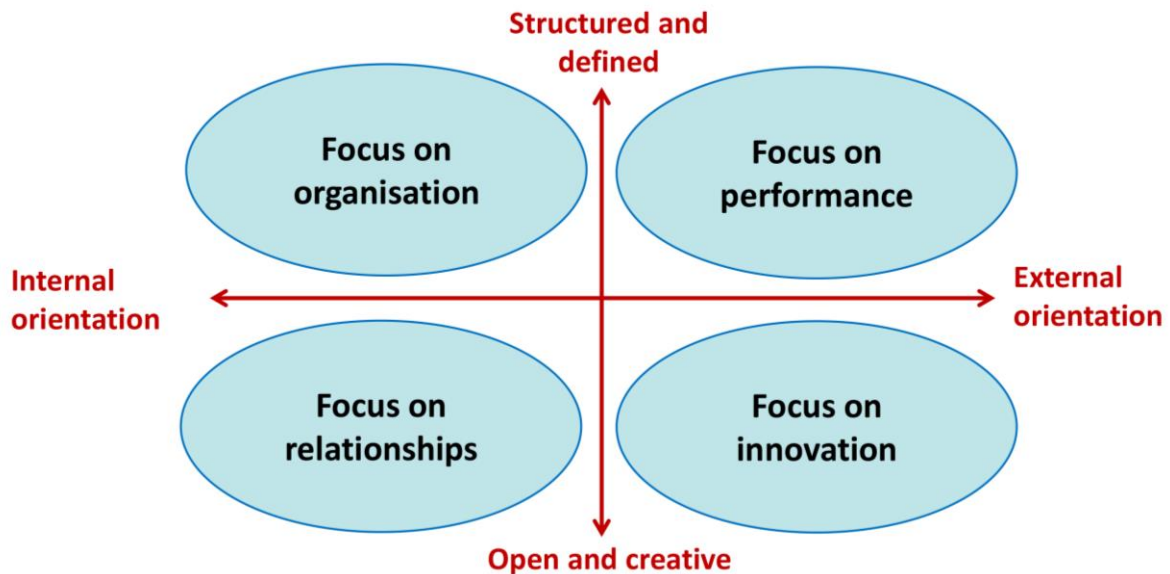 Structured and
defined
Focus on
organisation
Focus on
performance
Internal
orientation
External
orientation
Focus on
relationships
Focus on
innovation
Open and creative